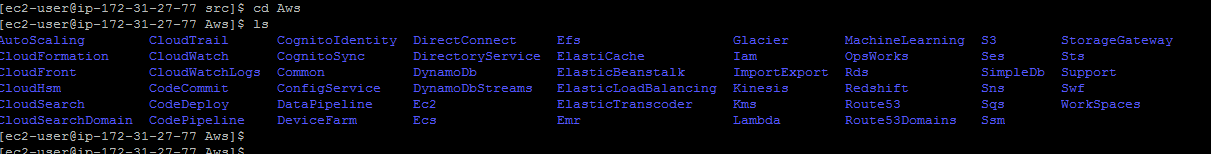 [ec2-user@ip-172-31-27-77 src]$ cd Aws
[ec2-user@ip-172-31-27-77 Aws]$ ls
AutoScaling CloudTrail CognitoIdentity DirectConnect Efs Glacier MachineLearning S3 StorageGateway
CloudFormation CloudWatch CognitoSync DirectoryService ElastiCache Iam OpsWorks Ses Sts
CloudFront CloudWatchLogs Common DynamoDb ElasticBeanstalk ImportExport Rds SimpleDb Support
CloudHsm CodeCommit ConfigService DynamoDbStreams ElasticLoadBalancing Kinesis Redshift Sns Swf
CloudSearch CodeDeploy DataPipeline Ec2 ElasticTranscoder Kms Route53 Sqs WorkSpaces
CloudSearchDomain CodePipeline DeviceFarm Ecs Emr Lambda Route53Domains Ssm
[ec2-user@ip-172-31-27-77 Aws]$
[ec2-user@ip-172-31-27-77 Aws]$